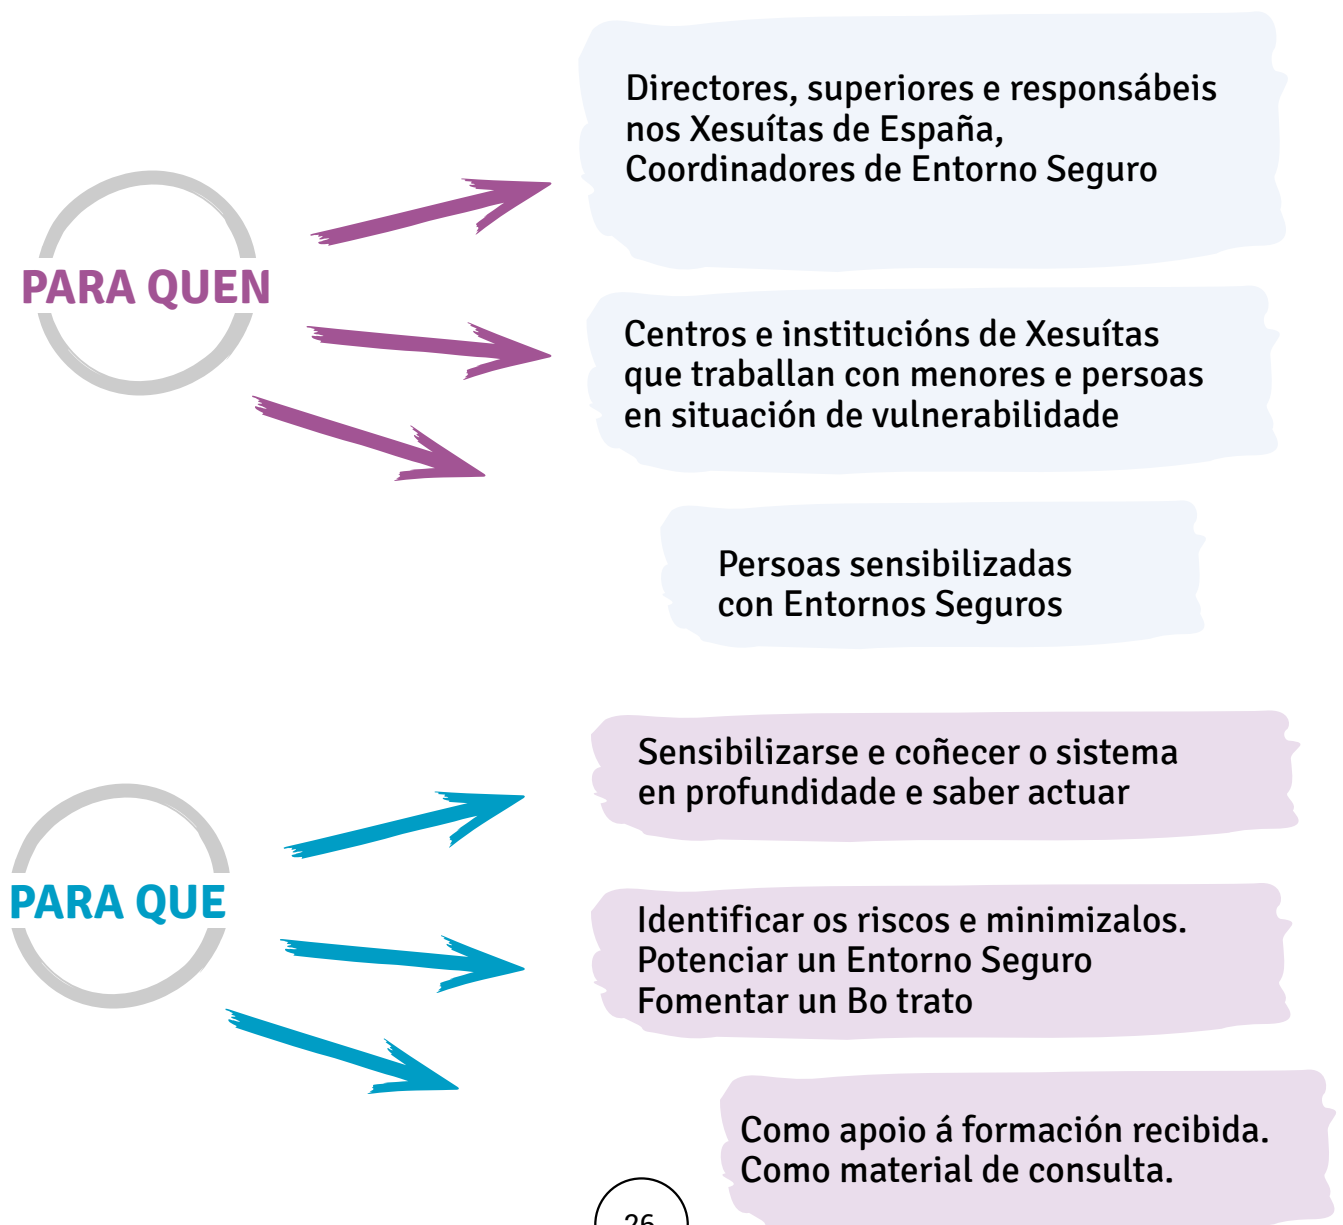 PARA QUEN
Directores, superiores e responsábeis
nos Xesuítas de España,
Coordinadores de Entorno Seguro
Centros e institucións de Xesuítas
que traballan con menores e persoas
en situación de vulnerabilidade
Persoas sensibilizadas
con Entornos Seguros
PARA QUE
Sensibilizarse e coñecer o sistema
en profundidade e saber actuar
Identificar os riscos e minimizalos.
Potenciar un Entorno Seguro
Fomentar un Bo trato
Como apoio á formación recibida.
Como material de consulta.
26